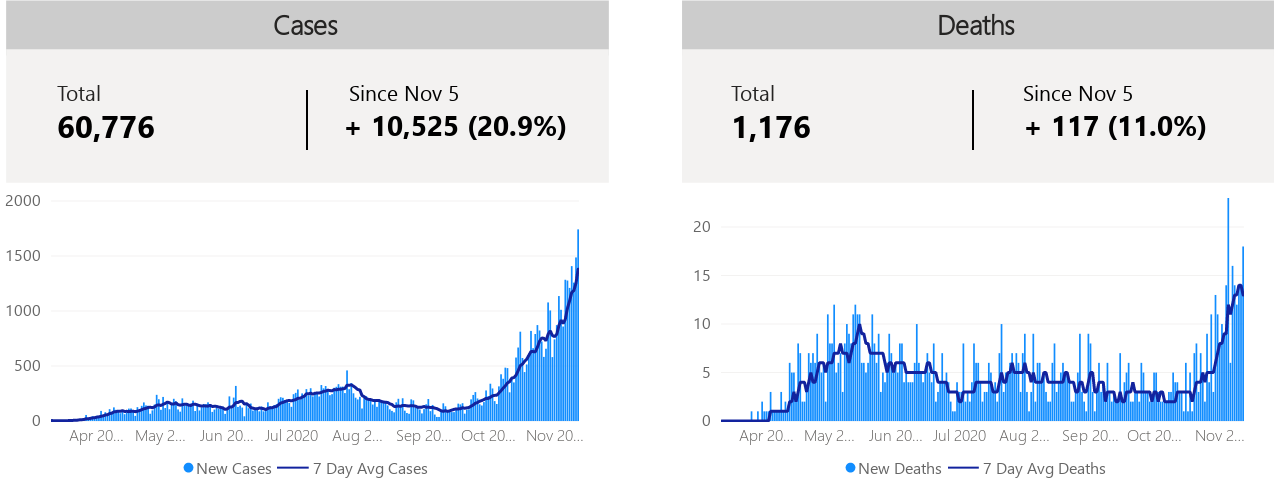 Cases
Total
Since Nov 5
60,776
+ 10,525 (20.9%)
2000
1500
1000
500
0
Apr 20... May 2... Jun 20... Jul 2020 Aug 2... Sep 20... Oct 20... Nov 20...
New Cases 7 Day Avg Cases
Deaths
Total
Since Nov 5
1,176
+ 117 (11.0%)
20
15
10
5
0
Apr 20... May 2... Jun 20... Jul 2020 Aug 2... Sep 20... Oct 20... Nov 2...
New Deaths 7 Day Avg Deaths